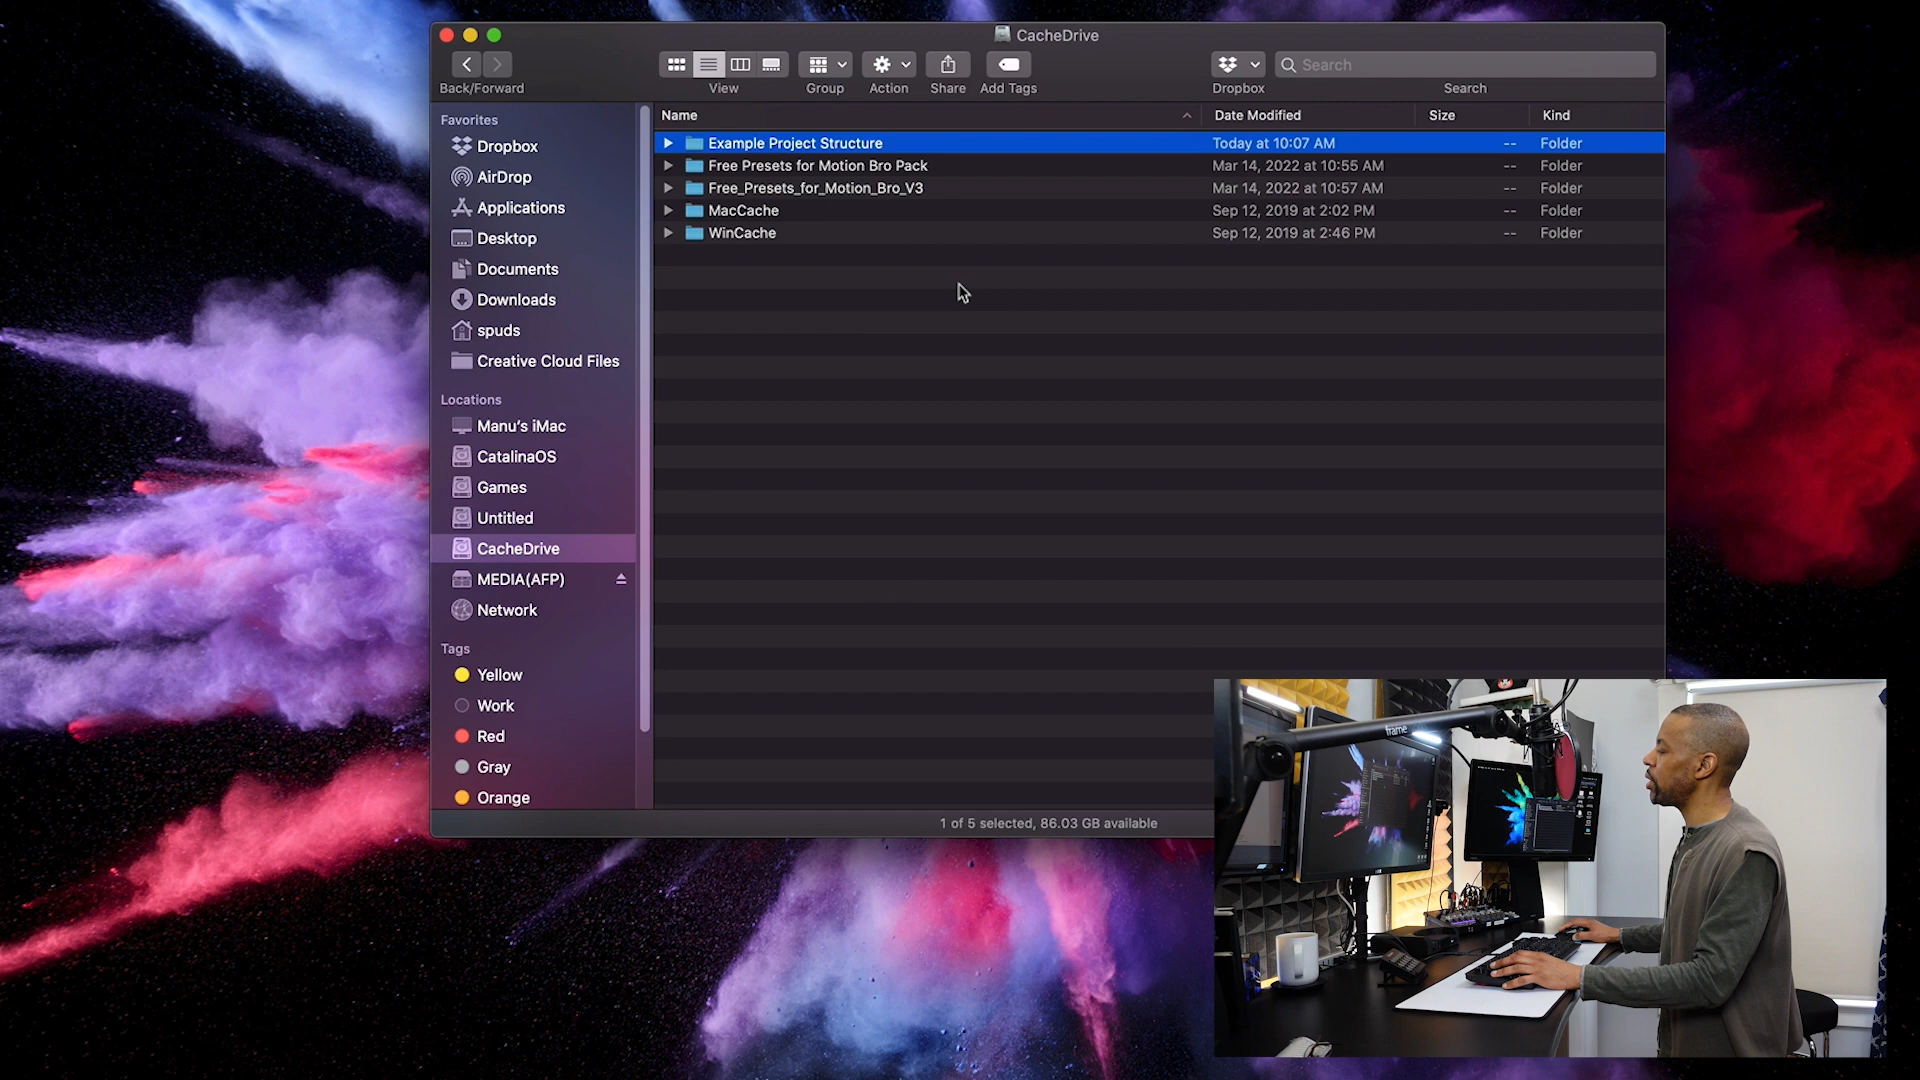 CacheDrive
Back/Forward
View
Group
Action
Share
Add Tags
Dropbox
Search
Search
Favorites
Dropbox
AirDrop
Applications
Desktop
Documents
Downloads
spuds
Creative Cloud Files
Locations
Manu's iMac
CatalinaOS
Games
Untitled
CacheDrive
MEDIA(AFP)
Network
Tags
Yellow
Work
Red
Gray
Orange
Name Date Modified Size Kind
Example Project Structure Today at 10:07 AM -- Folder
Free Presets for Motion Bro Pack Mar 14, 2022 at 10:55 AM -- Folder
Free_Presets_for_Motion_Bro_V3 Mar 14, 2022 at 10:57 AM -- Folder
MacCache Sep 12, 2019 at 2:02 PM -- Folder
WinCache Sep 12, 2019 at 2:46 PM -- Folder
1 of 5 selected, 86.03 GB available
frame